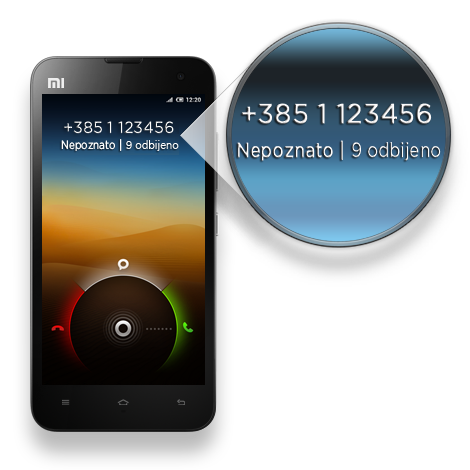 MI
12:20
+385 1 123456
Nepoznato | 9 odbijeno
+385 1 123456
Nepoznato | 9 odbijeno